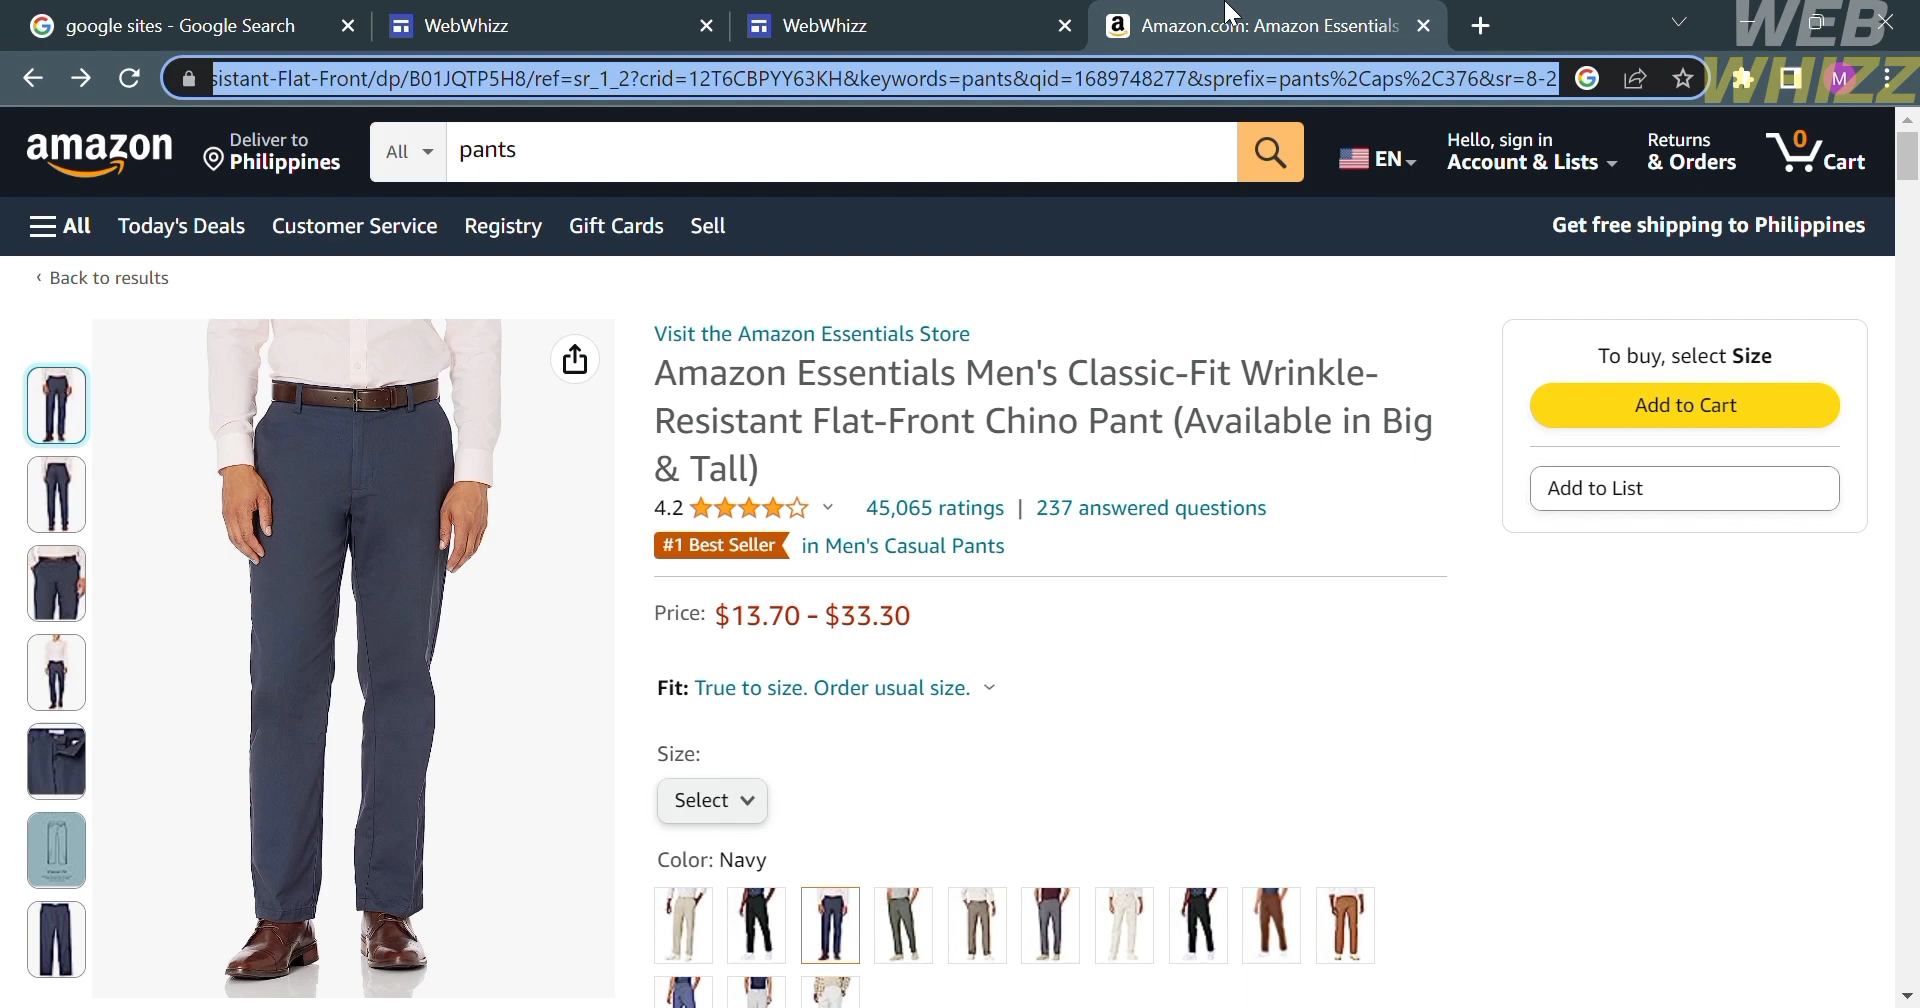 google sites - Google Search
WebWhizz
WebWhizz
Amazon.com: Amazon Essentials
WEB
WHIZZ
sistant-Flat-Front/dp/B01JQTP5H8/ref=sr_1_2?crid=12T6CBPYY63KH&keywords=pants&qid=1689748277&sprefix=pants%2Caps%2C376&sr=8-2
M
amazon
Deliver to
Philippines
All
pants
EN
Hello, sign in
Account & Lists
Returns
& Orders
0
Cart
All
Today's Deals
Customer Service
Registry
Gift Cards
Sell
Get free shipping to Philippines
‹ Back to results
Visit the Amazon Essentials Store
Amazon Essentials Men's Classic-Fit Wrinkle-
Resistant Flat-Front Chino Pant (Available in Big
& Tall)
4.2
45,065 ratings | 237 answered questions
#1 Best Seller in Men's Casual Pants
Price: $13.70 - $33.30
Fit: True to size. Order usual size.
Size:
Select
Color: Navy
To buy, select Size
Add to Cart
Add to List